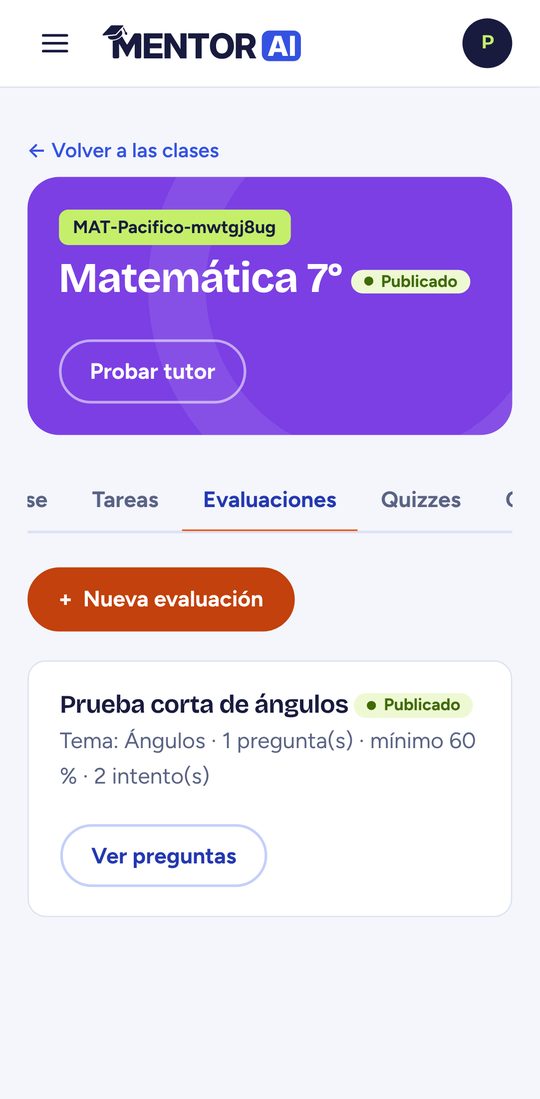 MENTOR AI
P
← Volver a las clases
MAT-Pacifico-mwtgj8ug
Matemática 7° Publicado
Probar tutor
se Tareas Evaluaciones Quizzes
+ Nueva evaluación
Prueba corta de ángulos Publicado
Tema: Ángulos · 1 pregunta(s) · mínimo 60
% · 2 intento(s)
Ver preguntas